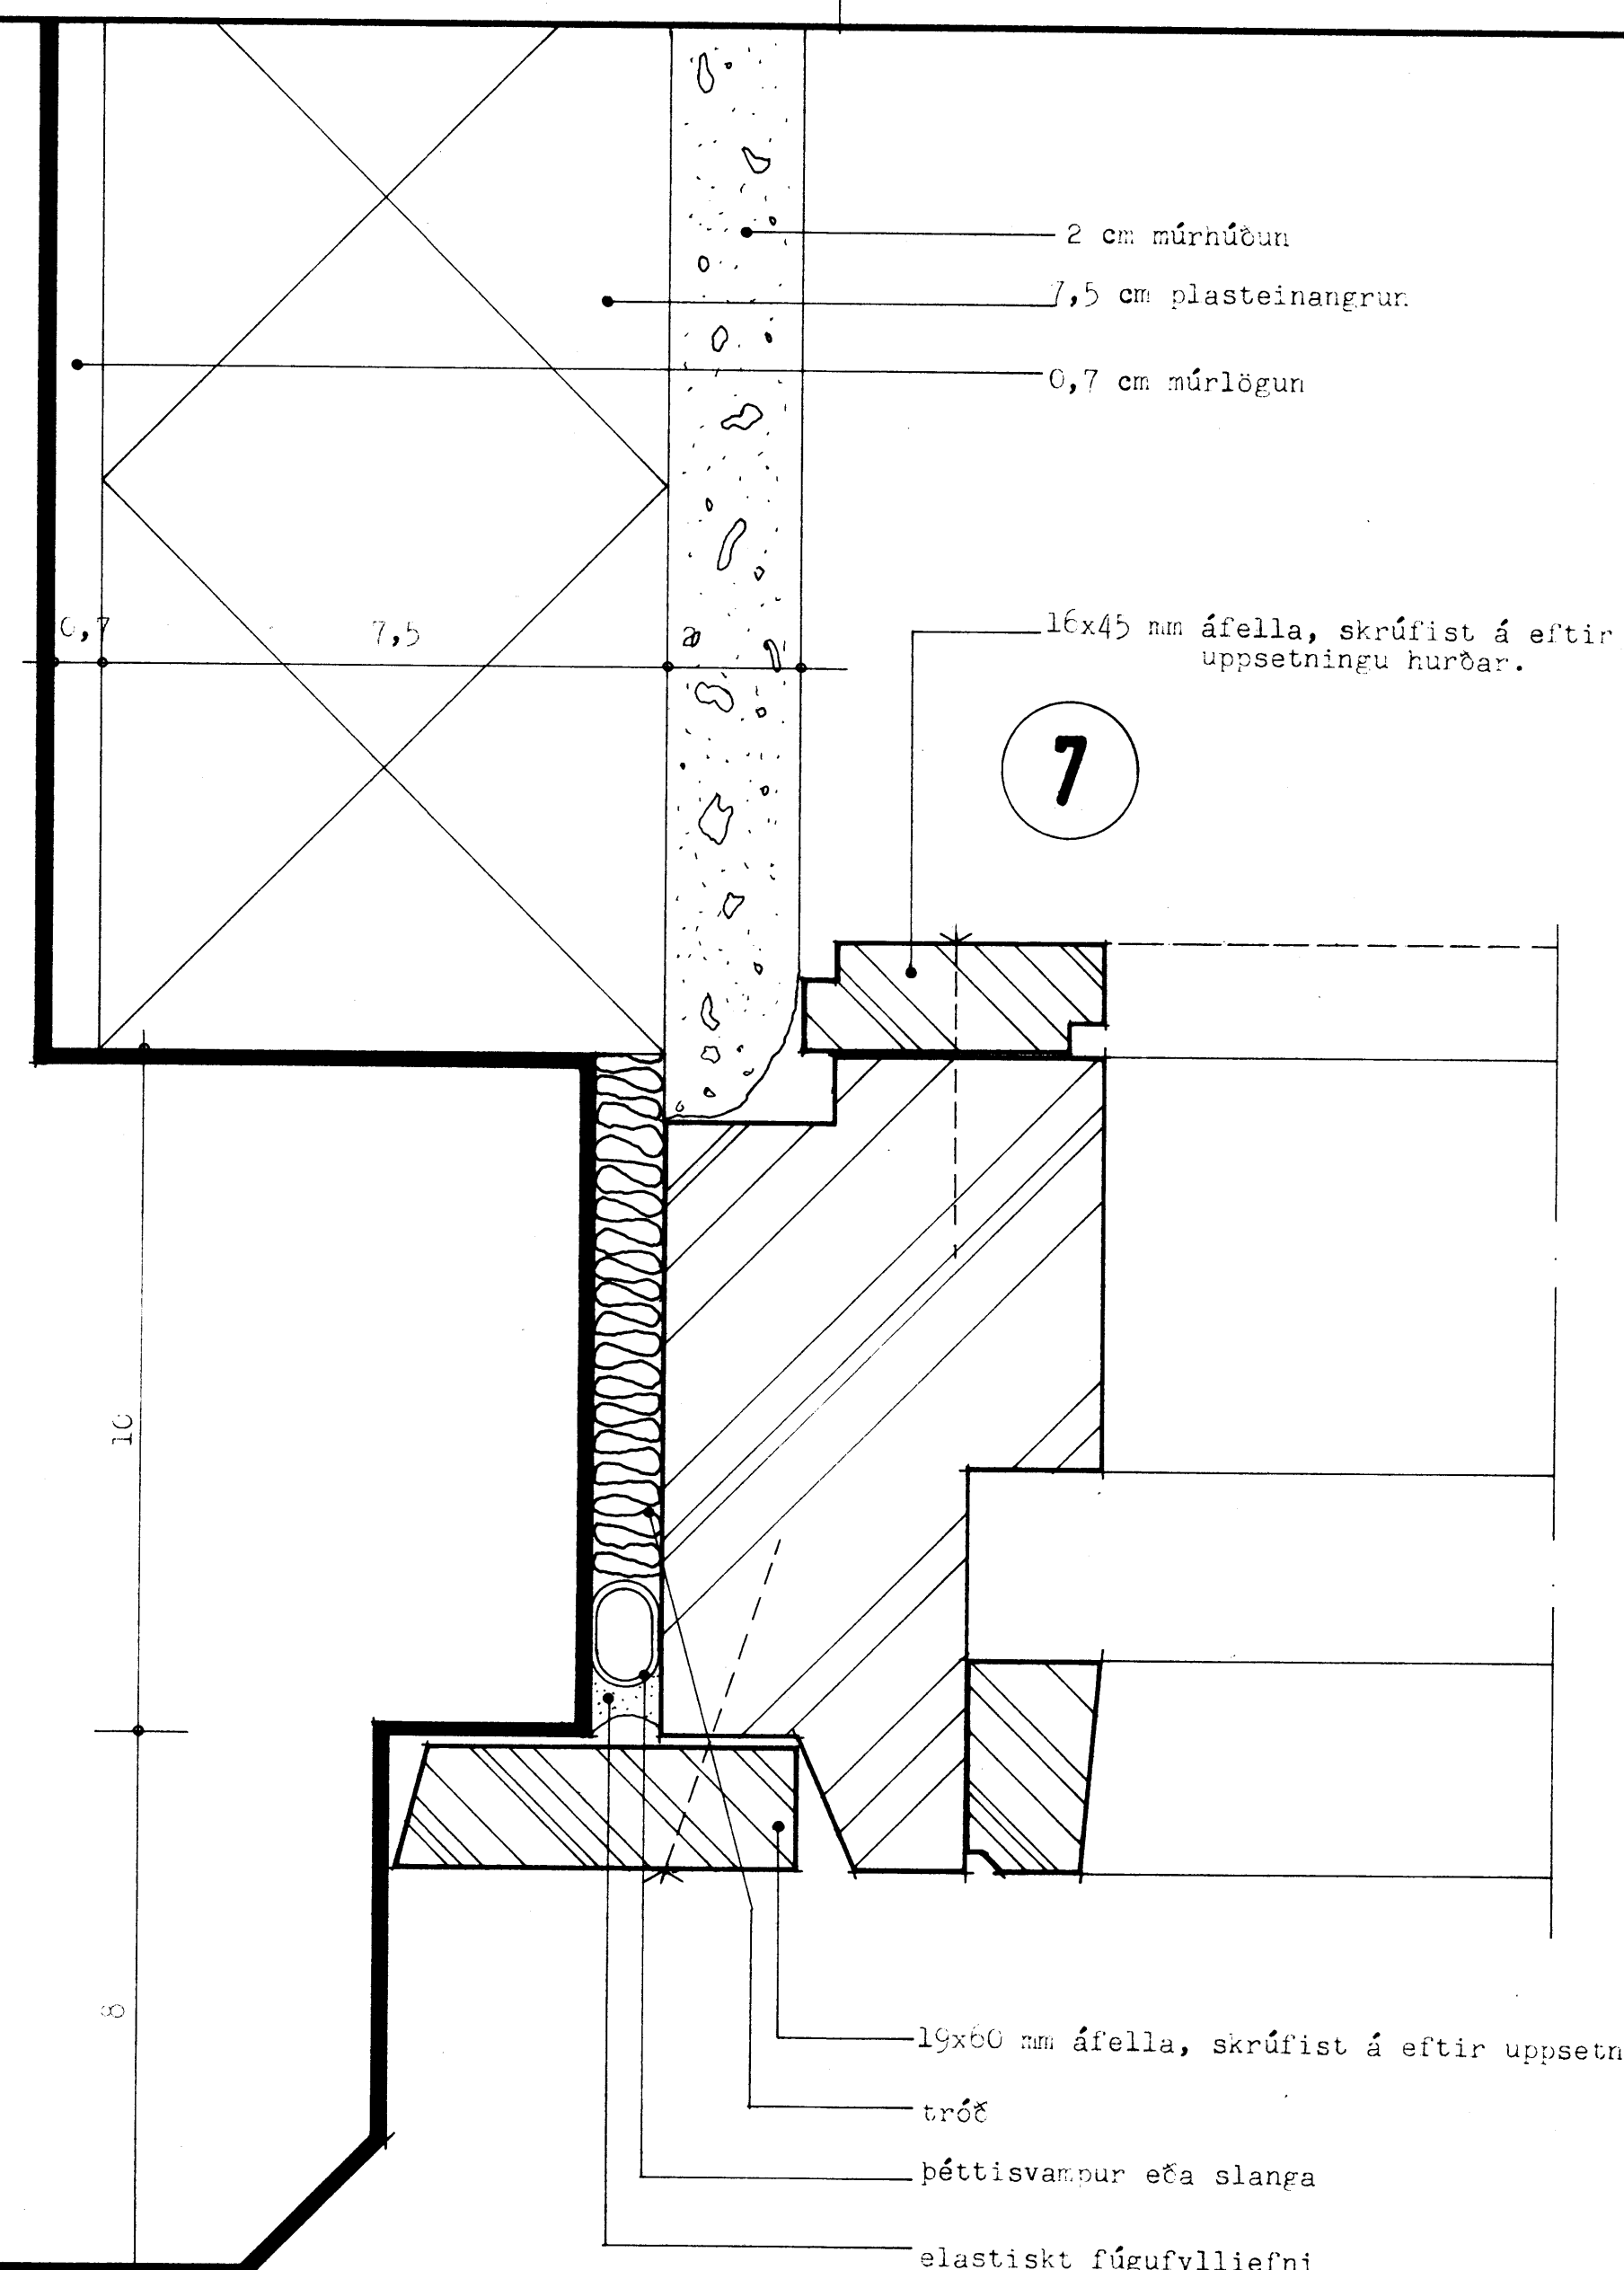 2 cm múrhúðun
7,5 cm plasteinangrun
0,7 cm múrlögun
0,7 7,5 2
16x45 mm áfella, skrúfist á eftir
uppsetningu hurðar.
7
10
8
19x60 mm áfella, skrúfist á eftir uppsetn
tróð
þéttisvampur eða slanga
elastiskt fúgufylliefni